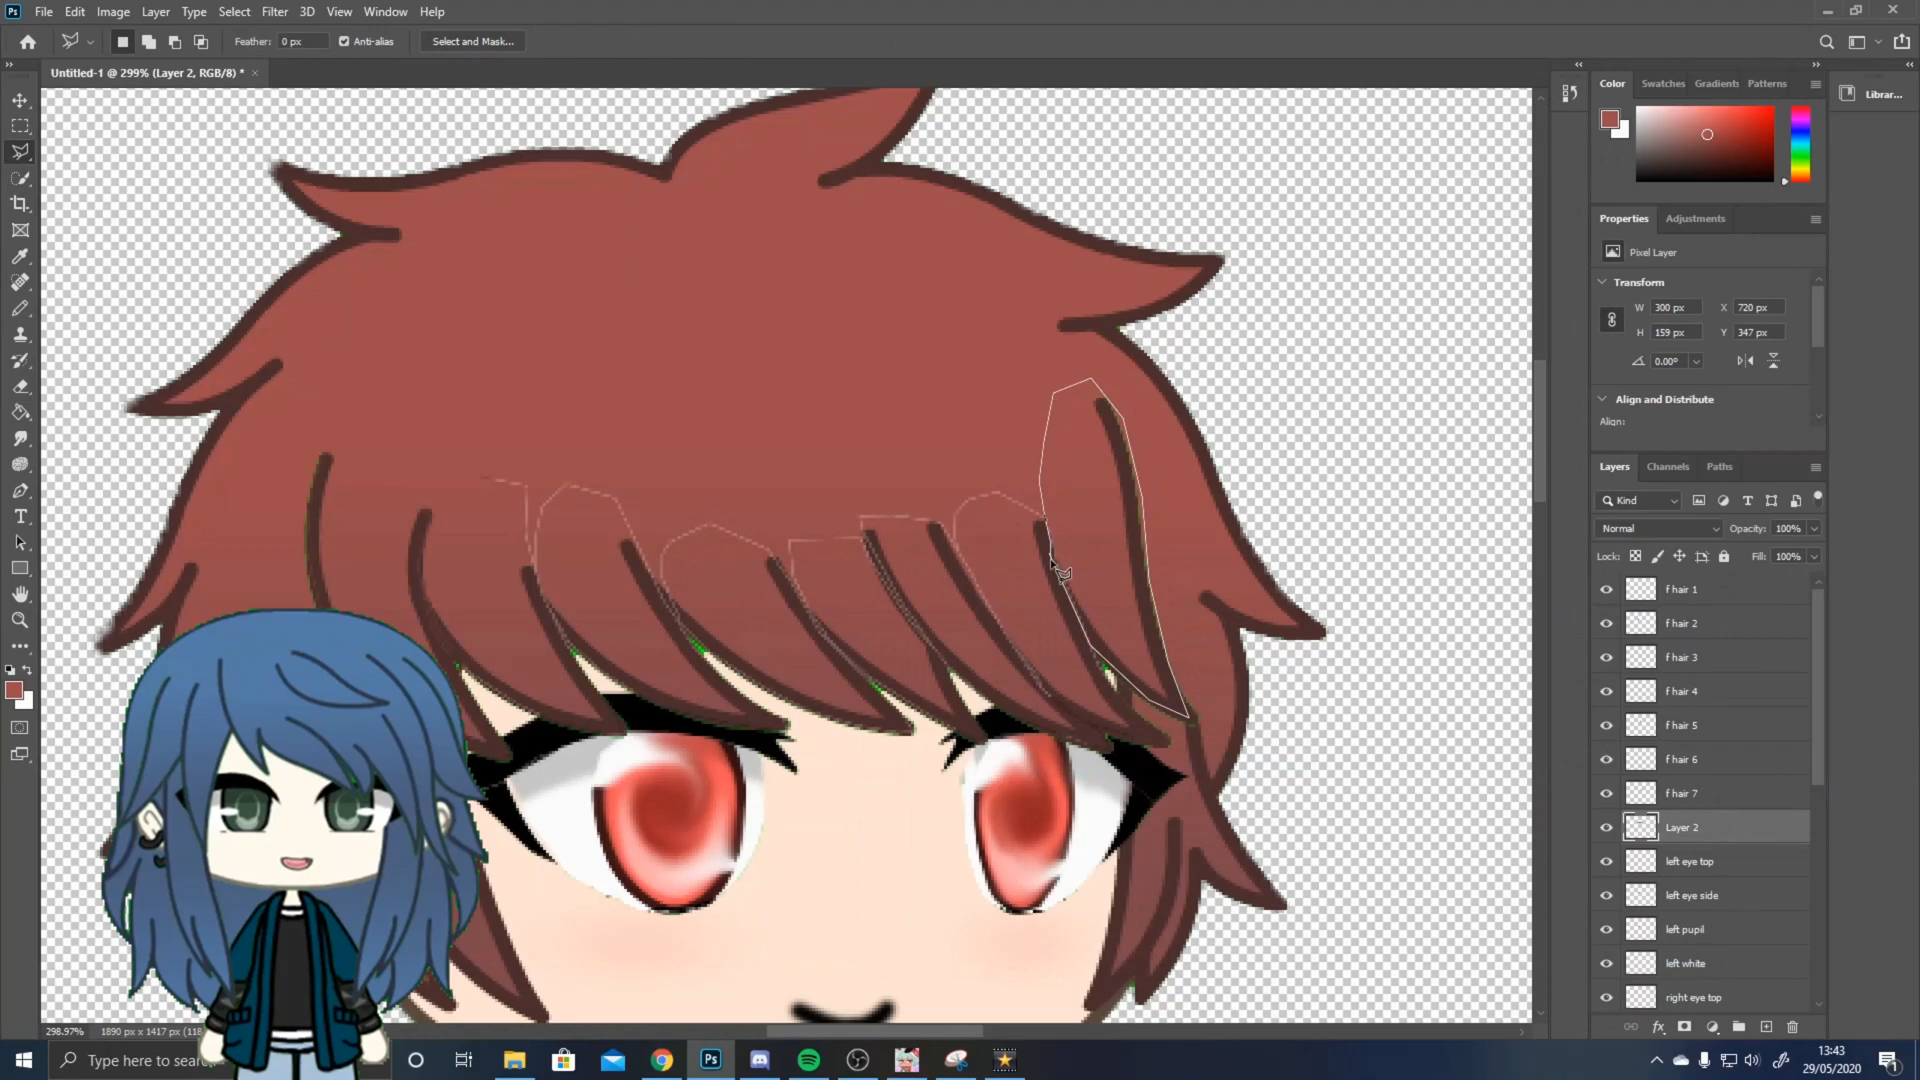 Ps File Edit Image Layer Type Select Filter 3D View Window Help
Feather: 0 px Anti-alias Select and Mask...
Untitled-1 @ 299% (Layer 2, RGB/8) *
Color Swatches Gradients Patterns
Librar...
Properties Adjustments
Pixel Layer
Transform
W 300 px X 720 px
H 159 px Y 347 px
0.00°
Align and Distribute
Align:
Layers Channels Paths
Kind
Normal Opacity: 100%
Lock: Fill: 100%
f hair 1
f hair 2
f hair 3
f hair 4
f hair 5
f hair 6
f hair 7
Layer 2
left eye top
left eye side
left pupil
left white
right eye top
298.97% 1890 px x 1417 px (118
Type here to searc
Ps
13:43
29/05/2020
1